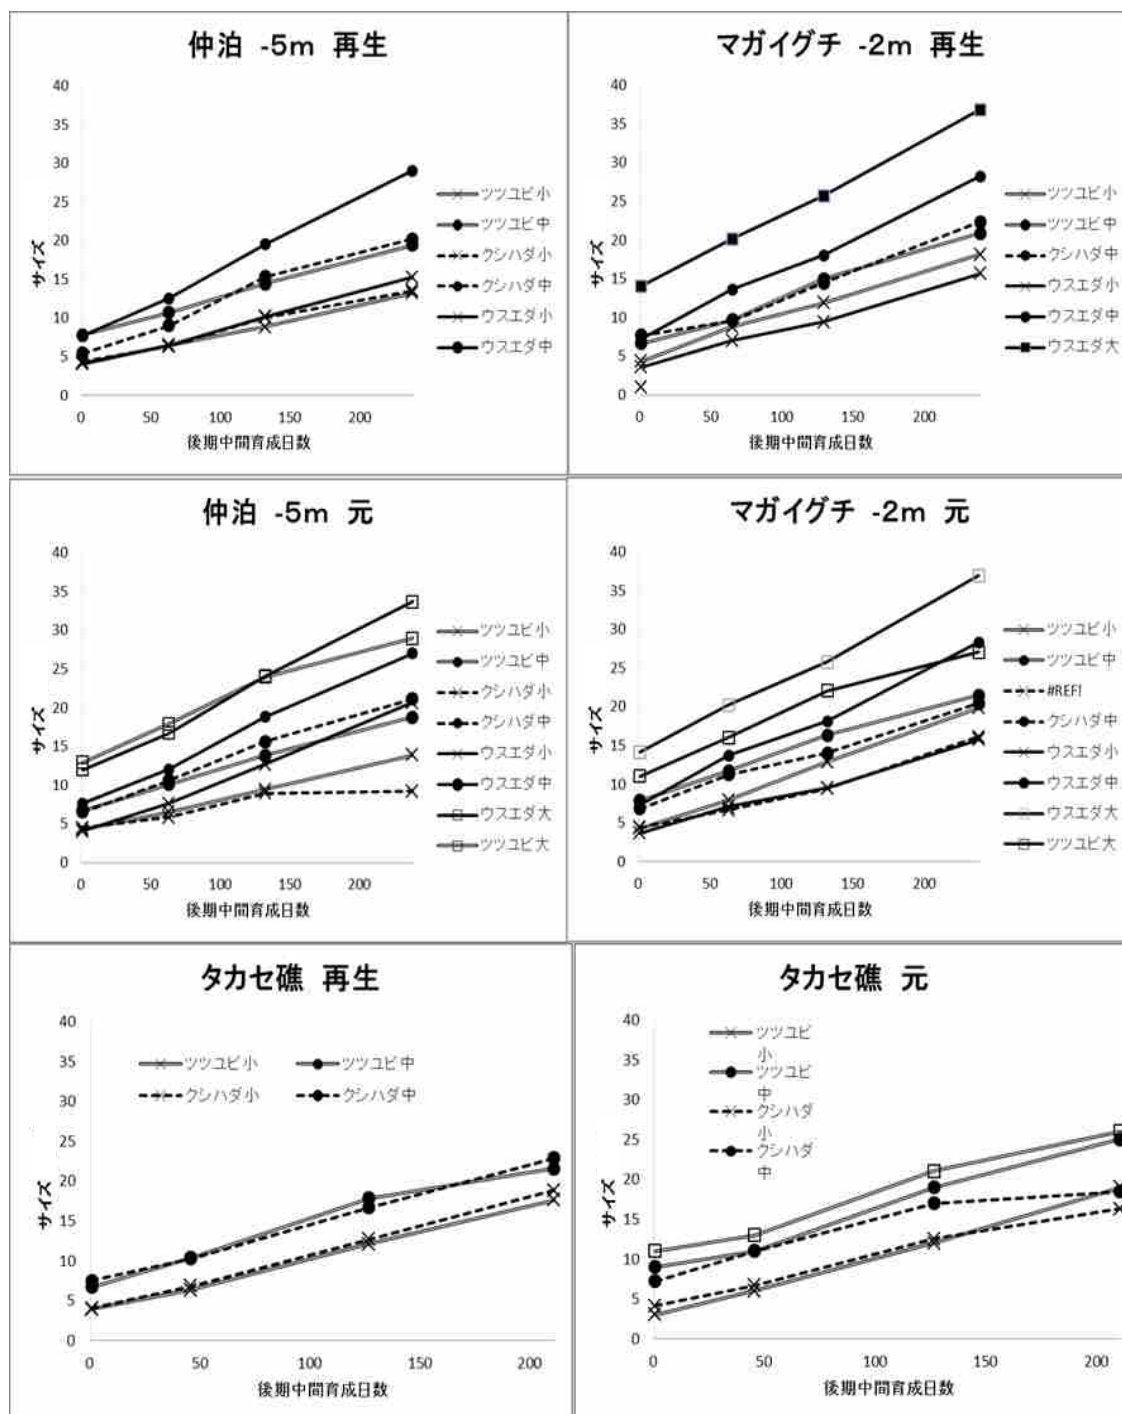 仲泊 -5m 再生
40
35
30
25
20
15
10
5
0
サイズ
0 50 100 150 200
後期中間育成日数
ツツユビ小
ツツユビ中
クシハダ小
クシハダ中
ウスエダ小
ウスエダ中
マガイグチ -2m 再生
40
35
30
25
20
15
10
5
0
サイズ
0 50 100 150 200
後期中間育成日数
ツツユビ小
ツツユビ中
クシハダ中
ウスエダ小
ウスエダ中
ウスエダ大
仲泊 -5m 元
40
35
30
25
20
15
10
5
0
サイズ
0 50 100 150 200
後期中間育成日数
ツツユビ小
ツツユビ中
クシハダ小
クシハダ中
ウスエダ小
ウスエダ中
ウスエダ大
ツツユビ大
マガイグチ -2m 元
40
35
30
25
20
15
10
5
0
サイズ
0 50 100 150 200
後期中間育成日数
ツツユビ小
ツツユビ中
#REF!
クシハダ中
ウスエダ小
ウスエダ中
ウスエダ大
ツツユビ大
タカセ礁 再生
40
35
30
25
20
15
10
5
0
サイズ
ツツユビ小 ツツユビ中
クシハダ小 クシハダ中
0 50 100 150 200
後期中間育成日数
タカセ礁 元
40
35
30
25
20
15
10
5
0
サイズ
ツツユビ
小
ツツユビ
中
クシハダ
小
クシハダ
中
0 50 100 150 200
後期中間育成日数